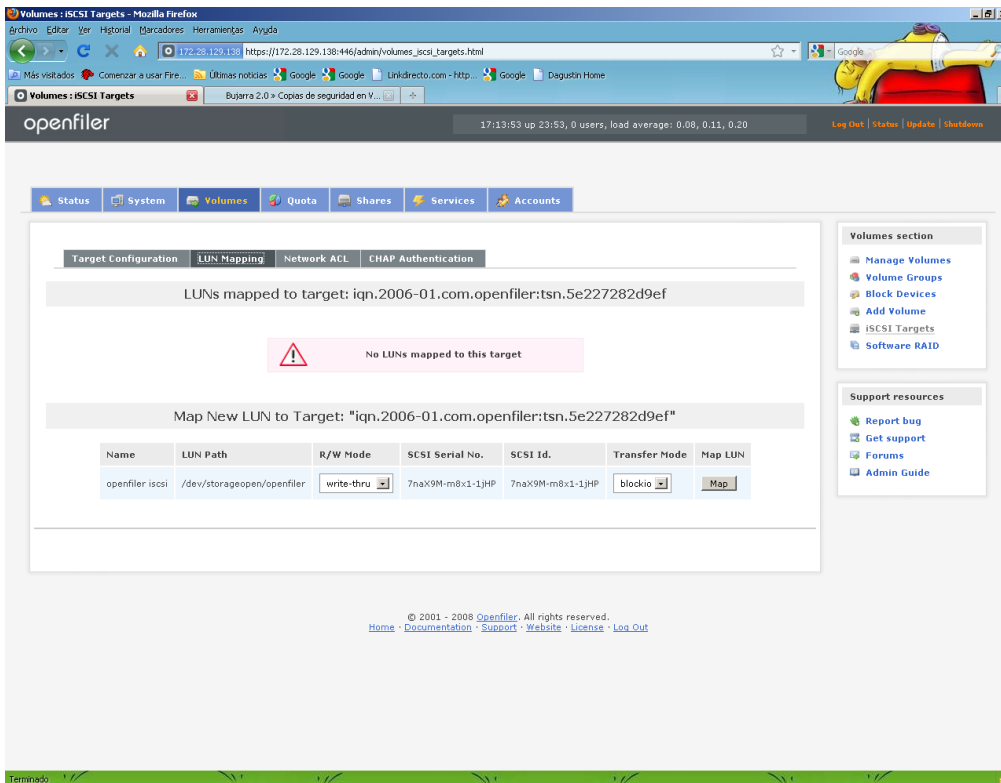 Volumes : iSCSI Targets - Mozilla Firefox
Archivo Editar Ver Historial Marcadores Herramientas Ayuda
172.28.129.138 https://172.28.129.138:446/admin/volumes_iscsi_targets.html
Google
Más visitados Comenzar a usar Fire... Últimas noticias Google Google Linkdirecto.com - http... Google Dagustin Home
Volumes : iSCSI Targets Bujarra 2.0 » Copias de seguridad en V...
openfiler 17:13:53 up 23:53, 0 users, load average: 0.08, 0.11, 0.20 Log Out | Status | Update | Shutdown
Status System Volumes Quota Shares Services Accounts
Target Configuration LUN Mapping Network ACL CHAP Authentication
LUNs mapped to target: iqn.2006-01.com.openfiler:tsn.5e227282d9ef
No LUNs mapped to this target
Map New LUN to Target: "iqn.2006-01.com.openfiler:tsn.5e227282d9ef"
Name LUN Path R/W Mode SCSI Serial No. SCSI Id. Transfer Mode Map LUN
openfiler iscsi /dev/storageopen/openfiler write-thru 7naX9M-m8x1-1jHP 7naX9M-m8x1-1jHP blockio Map
Volumes section
Manage Volumes
Volume Groups
Block Devices
Add Volume
iSCSI Targets
Software RAID
Support resources
Report bug
Get support
Forums
Admin Guide
© 2001 - 2008 Openfiler. All rights reserved.
Home · Documentation · Support · Website · License · Log Out
Terminado